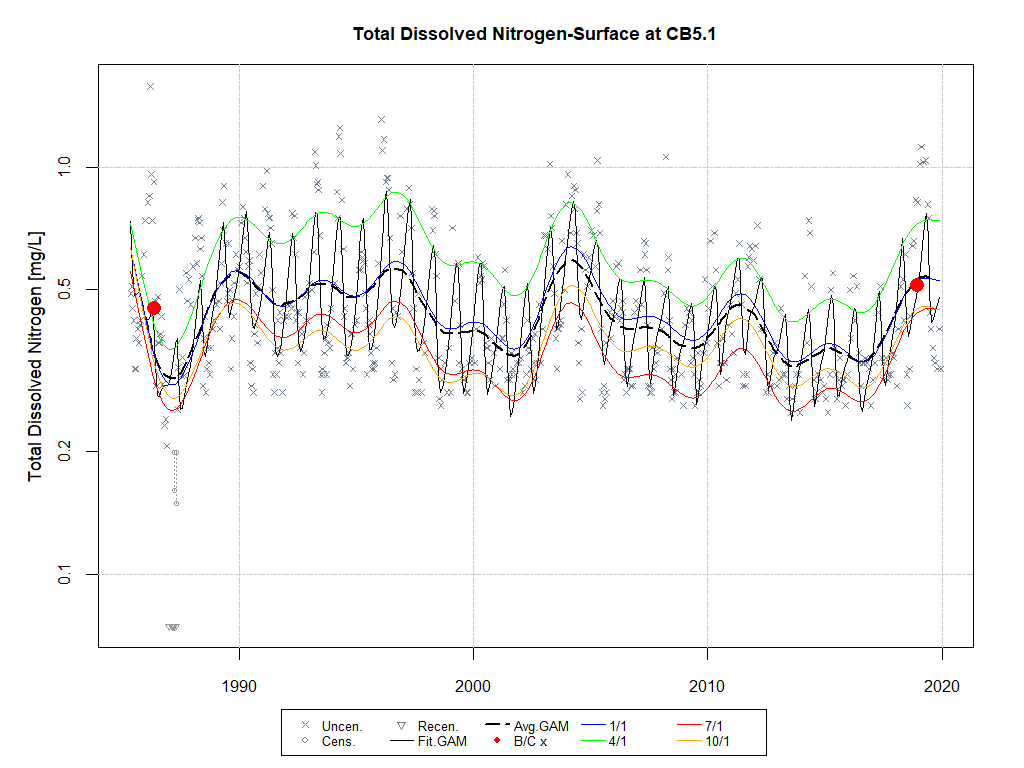 Total Dissolved Nitrogen-Surface at CB5.1
Total Dissolved Nitrogen [mg/L]
1.0
0.5
0.2
0.1
1990 2000 2010 2020
Uncen. Recen. Avg.GAM 1/1 7/1
Cens. Fit.GAM B/C x 4/1 10/1